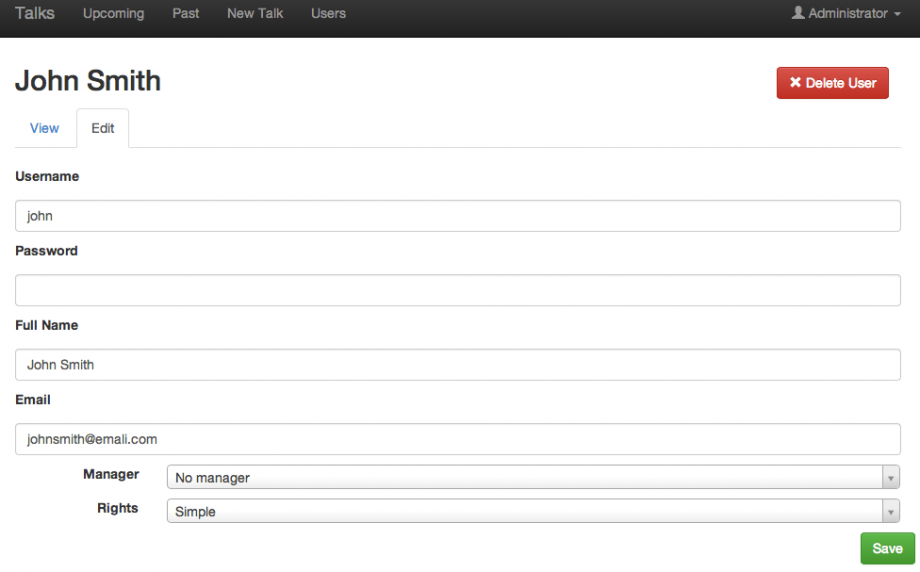 Talks Upcoming Past New Talk Users Administrator
John Smith
Delete User
View Edit
Username
john
Password
Full Name
John Smith
Email
johnsmith@emali.com
Manager No manager
Rights Simple
Save